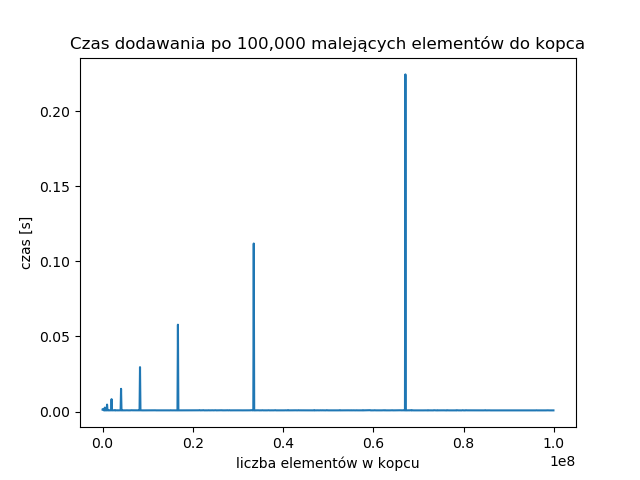 Czas dodawania po 100,000 malejących elementów do kopca
czas [s]
0.20
0.15
0.10
0.05
0.00
0.0 0.2 0.4 0.6 0.8 1.0
1e8
liczba elementów w kopcu